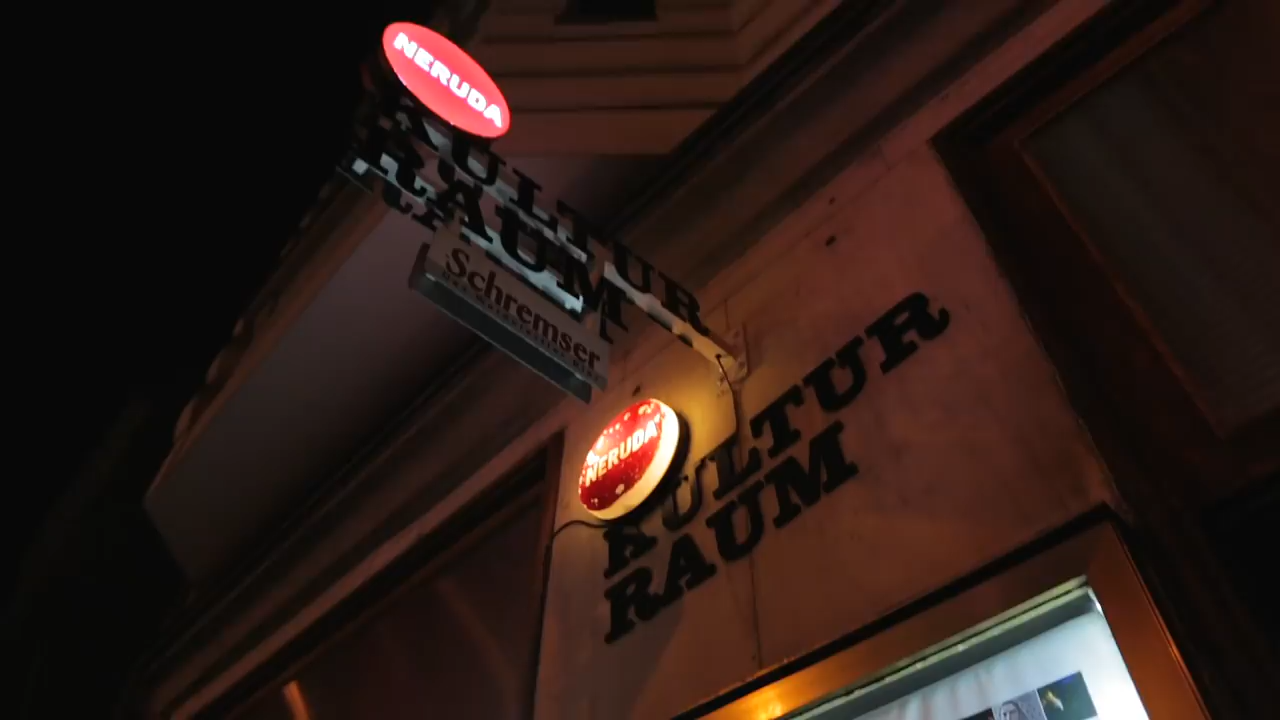 NERUDA
KULTUR
RAUM
Schremser
NERUDA
KULTUR
RAUM